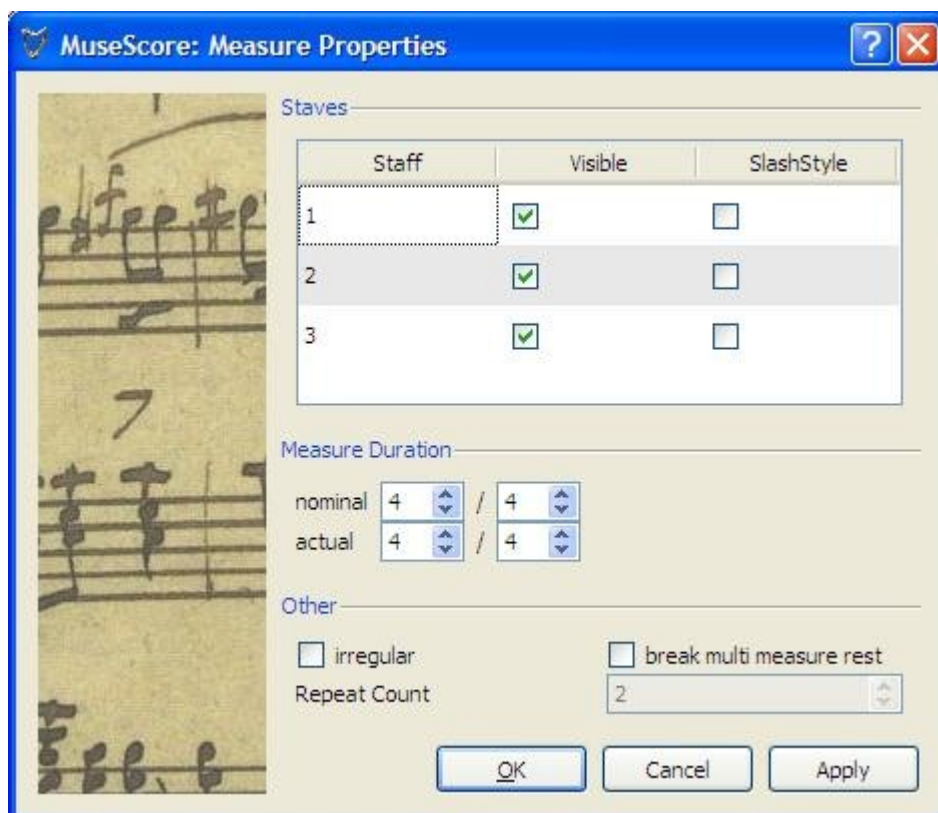 MuseScore: Measure Properties
Staves
Staff Visible SlashStyle
1
2
3
Measure Duration
nominal 4 / 4
actual 4 / 4
Other
irregular break multi measure rest
Repeat Count 2
OK Cancel Apply